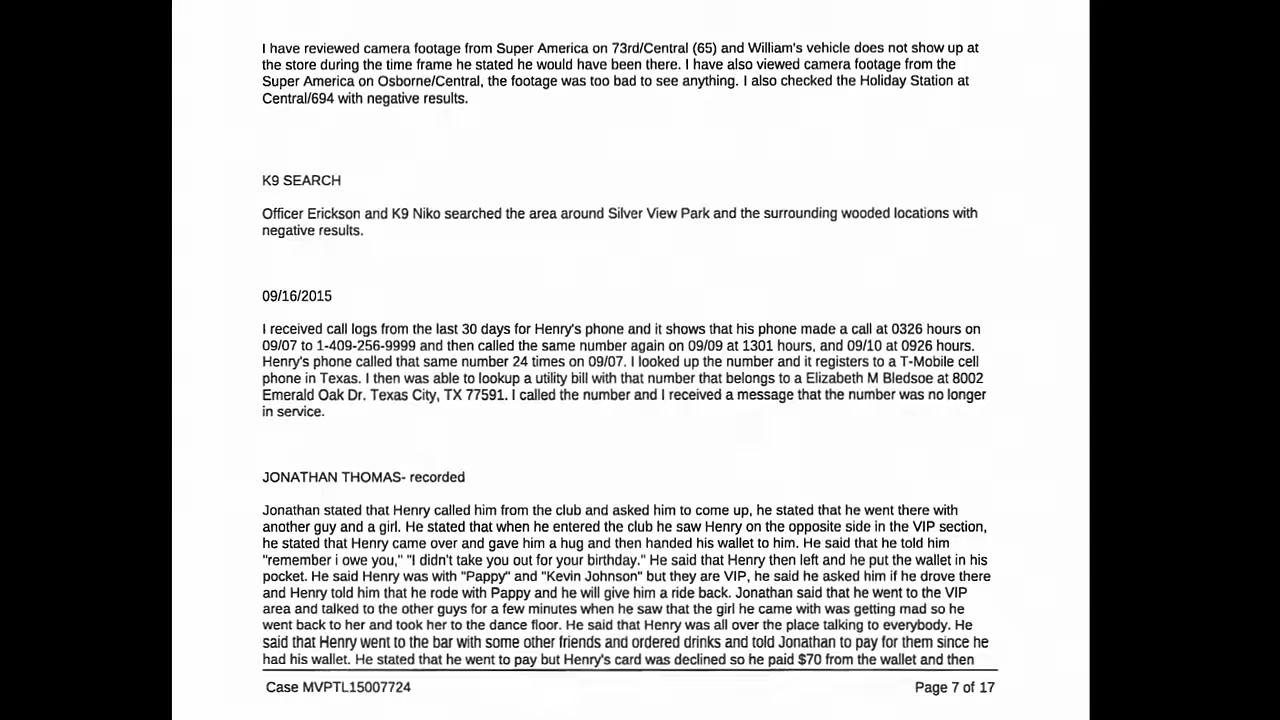 I have reviewed camera footage from Super America on 73rd/Central (65) and William's vehicle does not show up at
the store during the time frame he stated he would have been there. I have also viewed camera footage from the
Super America on Osborne/Central, the footage was too bad to see anything. I also checked the Holiday Station at
Central/694 with negative results.
K9 SEARCH
Officer Erickson and K9 Niko searched the area around Silver View Park and the surrounding wooded locations with
negative results.
09/16/2015
I received call logs from the last 30 days for Henry's phone and it shows that his phone made a call at 0326 hours on
09/07 to 1-409-256-9999 and then called the same number again on 09/09 at 1301 hours, and 09/10 at 0926 hours.
Henry's phone called that same number 24 times on 09/07. I looked up the number and it registers to a T-Mobile cell
phone in Texas. I then was able to lookup a utility bill with that number that belongs to a Elizabeth M Bledsoe at 8002
Emerald Oak Dr. Texas City, TX 77591. I called the number and I received a message that the number was no longer
in service.
JONATHAN THOMAS- recorded
Jonathan stated that Henry called him from the club and asked him to come up, he stated that he went there with
another guy and a girl. He stated that when he entered the club he saw Henry on the opposite side in the VIP section,
he stated that Henry came over and gave him a hug and then handed his wallet to him. He said that he told him
"remember i owe you," "I didn't take you out for your birthday." He said that Henry then left and he put the wallet in his
pocket. He said Henry was with "Pappy" and "Kevin Johnson" but they are VIP, he said he asked him if he drove there
and Henry told him that he rode with Pappy and he will give him a ride back. Jonathan said that he went to the VIP
area and talked to the other guys for a few minutes when he saw that the girl he came with was getting mad so he
went back to her and took her to the dance floor. He said that Henry was all over the place talking to everybody. He
said that Henry went to the bar with some other friends and ordered drinks and told Jonathan to pay for them since he
had his wallet. He stated that he went to pay but Henry's card was declined so he paid $70 from the wallet and then
Case MVPTL15007724
Page 7 of 17